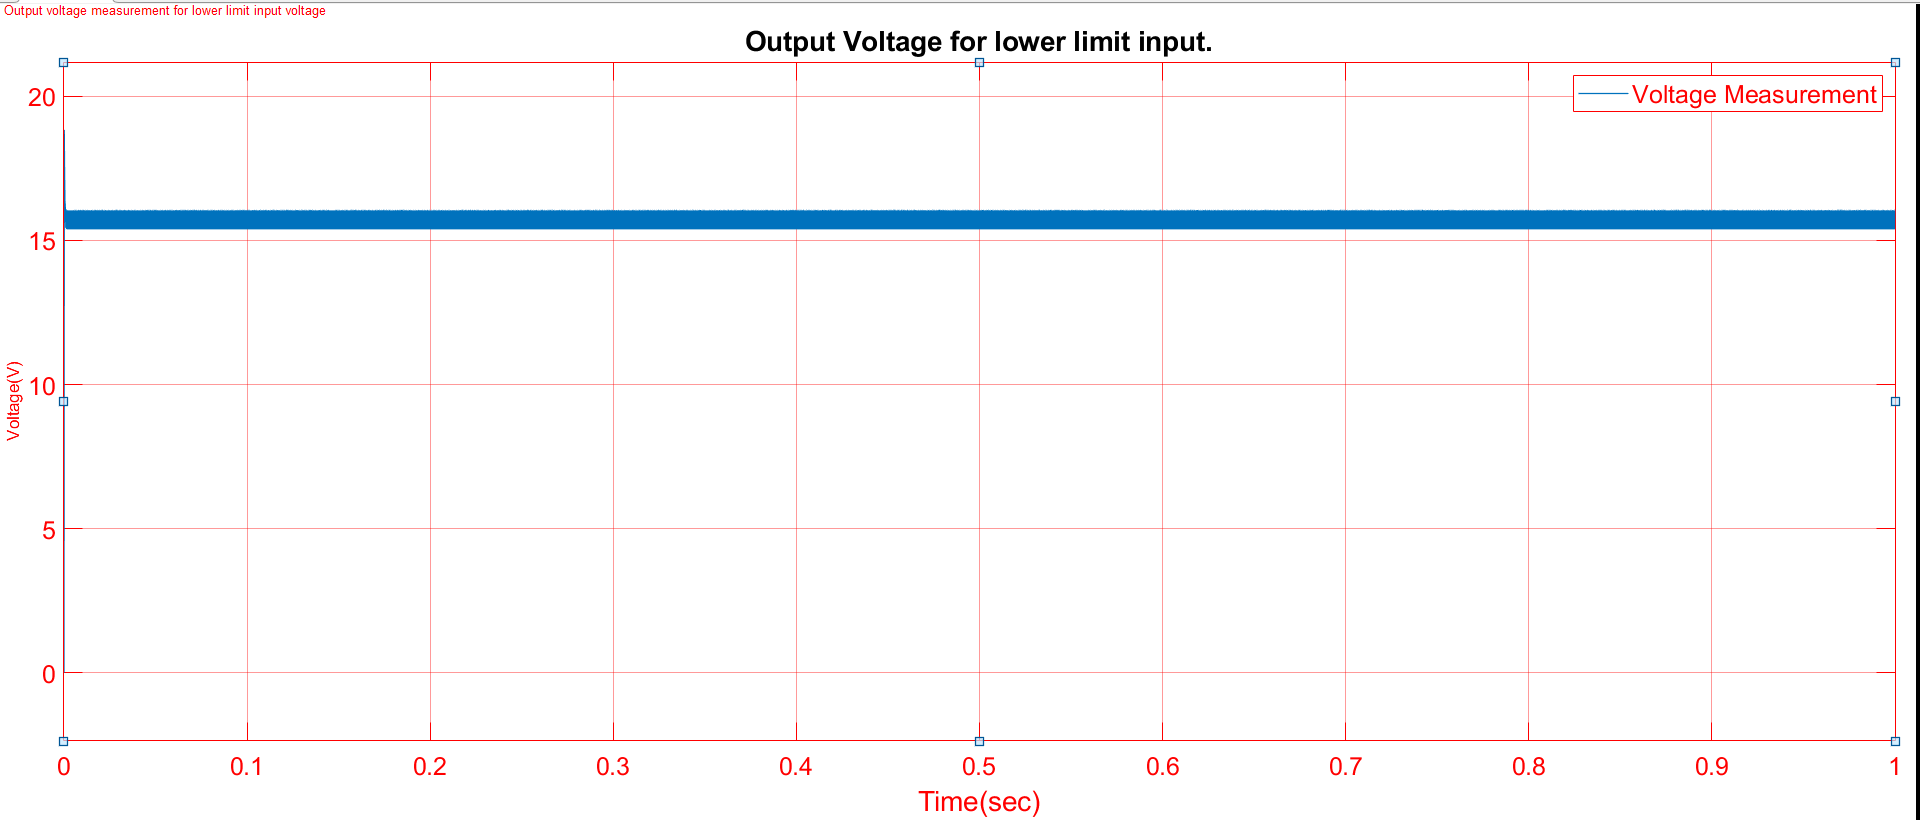 Output voltage measurement for lower limit input voltage
Output Voltage for lower limit input.
Voltage Measurement
20
15
10
5
0
Voltage(V)
0 0.1 0.2 0.3 0.4 0.5 0.6 0.7 0.8 0.9 1
Time(sec)